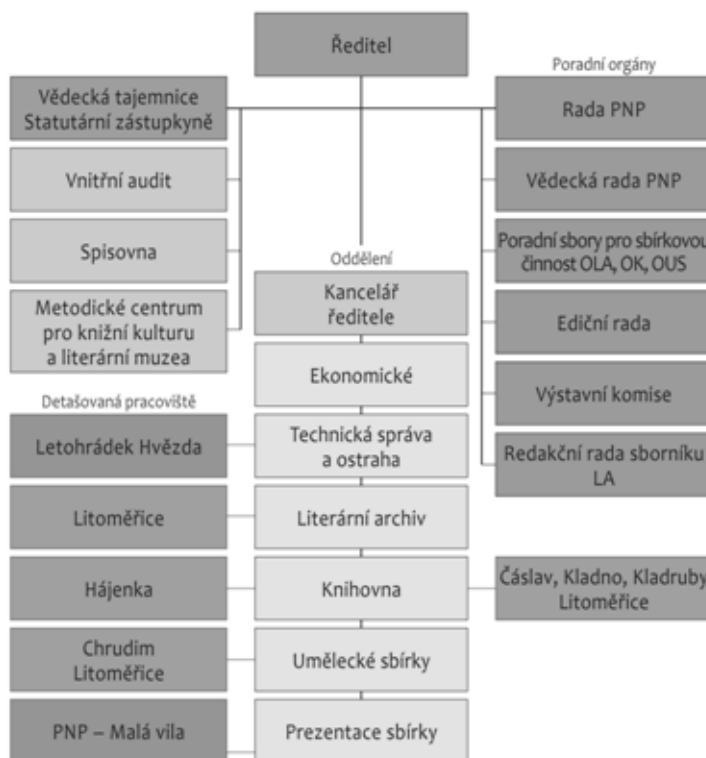 Ředitel
Poradní orgány
Vědecká tajemnice
Statutární zástupkyně
Rada PNP
Vnitřní audit
Vědecká rada PNP
Spisovna
Poradní sbory pro sbírkovou
činnost OLA, OK, OUS
Oddělení
Kancelář
ředitele
Metodické centrum
pro knižní kulturu
a literární muzea
Ediční rada
Ekonomické
Výstavní komise
Detašovaná pracoviště
Letohrádek Hvězda
Technická správa
a ostraha
Redakční rada sborníku
LA
Litoměřice
Literární archiv
Hájenka
Knihovna
Čáslav, Kladno, Kladruby
Litoměřice
Chrudim
Litoměřice
Umělecké sbírky
PNP – Malá vila
Prezentace sbírky